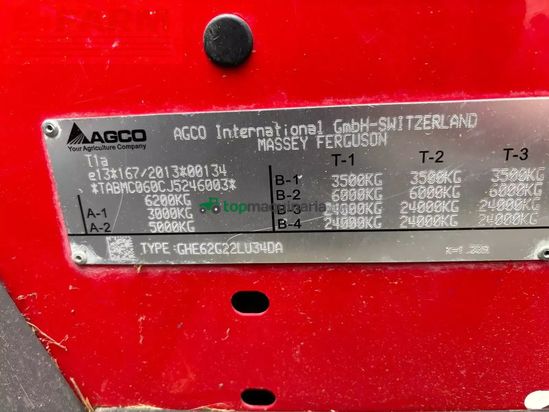 AGCO
Your Agriculture Company
AGCO International GmbH-SWITZERLAND
MASSEY FERGUSON
T1a
e13*167/2013*00134
*TABMC060CJ5246003*
6200KG
A-1 3000KG
A-2 5000KG
T-1 T-2 T-3
B-1 3500KG 3500KG 3500KG
B-2 6000KG 6000KG 6000KG
24000KG 24000KG 24000KG
B-4 24000KG 24000KG 24000KG
TYPE: GHE62G22LU34DA
topmaquinaria